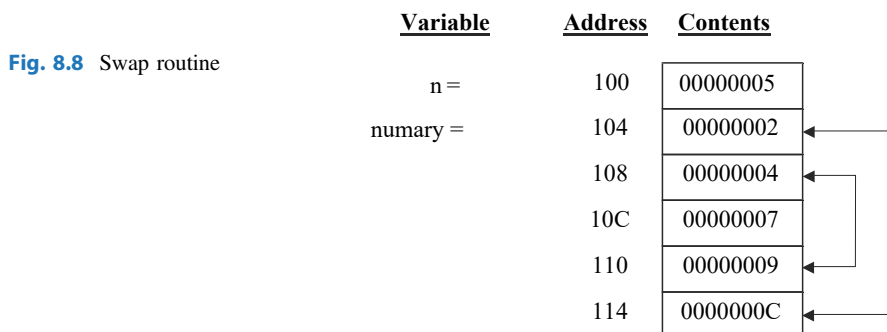 Variable Address Contents
Fig. 8.8 Swap routine
n = 100 00000005
numary = 104 00000002
108 00000004
10C 00000007
110 00000009
114 0000000C